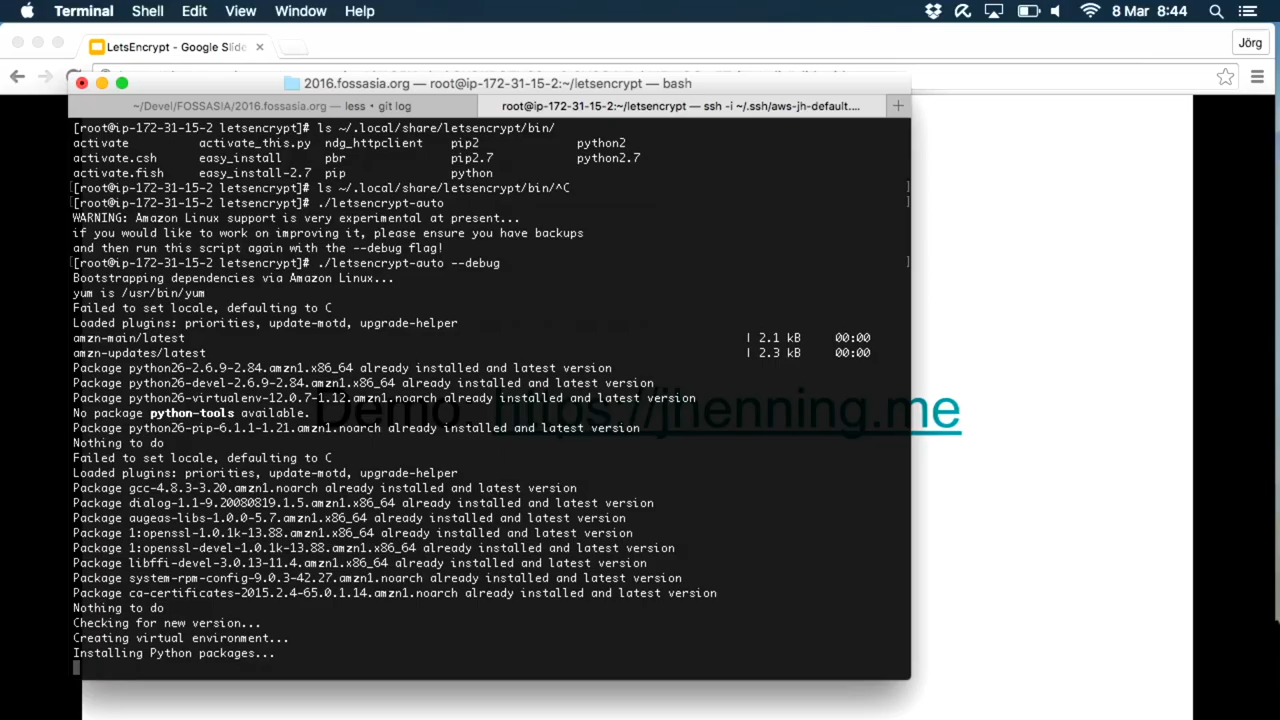 Terminal Shell Edit View Window Help 8 Mar 8:44
LetsEncrypt - Google Slide Jörg
2016.fossasia.org — root@ip-172-31-15-2:~/letsencrypt — bash
~/Devel/FOSSASIA/2016.fossasia.org — less • git log root@ip-172-31-15-2:~/letsencrypt — ssh -i ~/.ssh/aws-jh-default....
[root@ip-172-31-15-2 letsencrypt]# ls ~/.local/share/letsencrypt/bin/
activate activate_this.py ndg_httpclient pip2 python2
activate.csh easy_install pbr pip2.7 python2.7
activate.fish easy_install-2.7 pip python
[root@ip-172-31-15-2 letsencrypt]# ls ~/.local/share/letsencrypt/bin/^C
[root@ip-172-31-15-2 letsencrypt]# ./letsencrypt-auto
WARNING: Amazon Linux support is very experimental at present...
if you would like to work on improving it, please ensure you have backups
and then run this script again with the --debug flag!
[root@ip-172-31-15-2 letsencrypt]# ./letsencrypt-auto --debug
Bootstrapping dependencies via Amazon Linux...
yum is /usr/bin/yum
Failed to set locale, defaulting to C
Loaded plugins: priorities, update-motd, upgrade-helper
amzn-main/latest | 2.1 kB 00:00
amzn-updates/latest | 2.3 kB 00:00
Package python26-2.6.9-2.84.amzn1.x86_64 already installed and latest version
Package python26-devel-2.6.9-2.84.amzn1.x86_64 already installed and latest version
Package python26-virtualenv-12.0.7-1.12.amzn1.noarch already installed and latest version
No package python-tools available.
Package python26-pip-6.1.1-1.21.amzn1.noarch already installed and latest version
Nothing to do
Failed to set locale, defaulting to C
Loaded plugins: priorities, update-motd, upgrade-helper
Package gcc-4.8.3-3.20.amzn1.noarch already installed and latest version
Package dialog-1.1-9.20080819.1.5.amzn1.x86_64 already installed and latest version
Package augeas-libs-1.0.0-5.7.amzn1.x86_64 already installed and latest version
Package 1:openssl-1.0.1k-13.88.amzn1.x86_64 already installed and latest version
Package 1:openssl-devel-1.0.1k-13.88.amzn1.x86_64 already installed and latest version
Package libffi-devel-3.0.13-11.4.amzn1.x86_64 already installed and latest version
Package system-rpm-config-9.0.3-42.27.amzn1.noarch already installed and latest version
Package ca-certificates-2015.2.4-65.0.1.14.amzn1.noarch already installed and latest version
Nothing to do
Checking for new version...
Creating virtual environment...
Installing Python packages...
Demo: https://jhenning.me